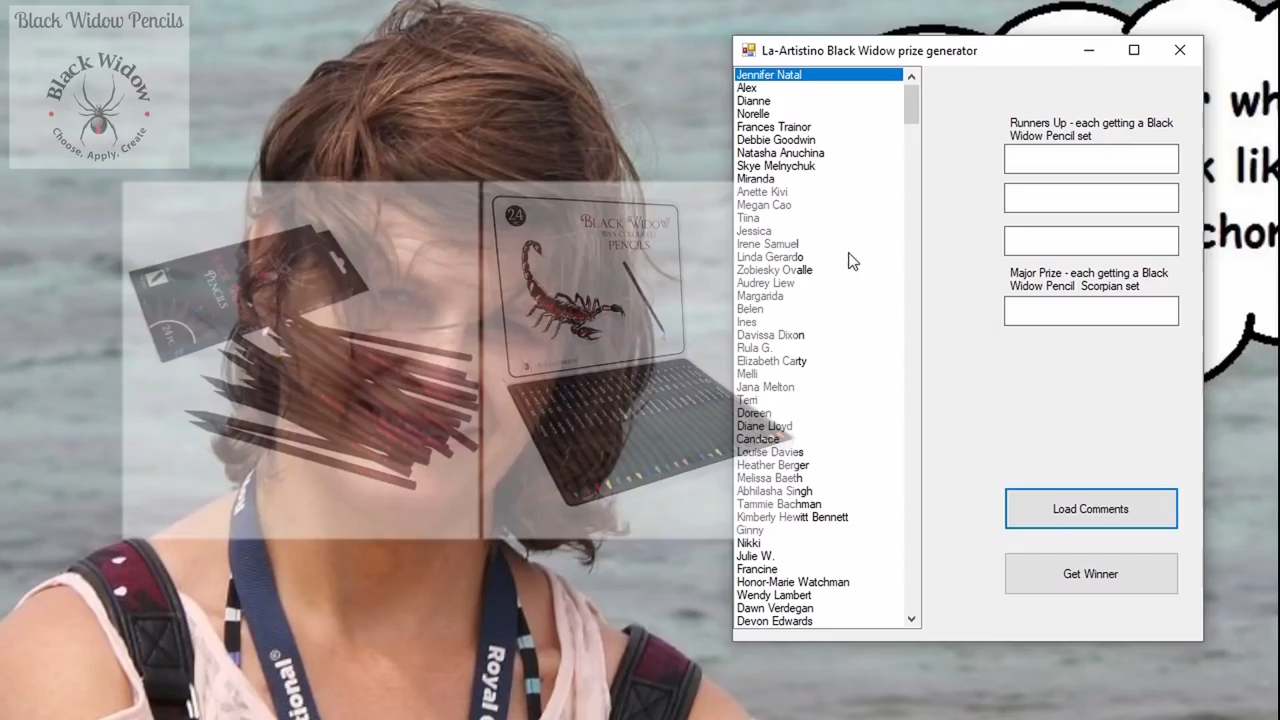 Black Widow Pencils
Black Widow
Choose. Apply. Create
La-Artistino Black Widow prize generator
Jennifer Natal
Alex
Dianne
Norelle
Frances Trainor
Debbie Goodwin
Natasha Anuchina
Skye Melnychuk
Miranda
Anette Kivi
Megan Cao
Tiina
Jessica
Irene Samuel
Linda Gerardo
Zobiesky Ovalle
Audrey Liew
Margarida
Belen
Ines
Davissa Dixon
Rula G.
Elizabeth Carty
Melli
Jana Melton
Terri
Doreen
Diane Lloyd
Candace
Louise Davies
Heather Berger
Melissa Baeth
Abhilasha Singh
Tammie Bachman
Kimberly Hewitt Bennett
Ginny
Nikki
Julie W.
Francine
Honor-Marie Watchman
Wendy Lambert
Dawn Verdegan
Devon Edwards
Runners Up - each getting a Black
Widow Pencil set
Major Prize - each getting a Black
Widow Pencil Scorpian set
Load Comments
Get Winner
24
BLACK WIDOW
PENCILS
PENCILS
24 PC
Royal